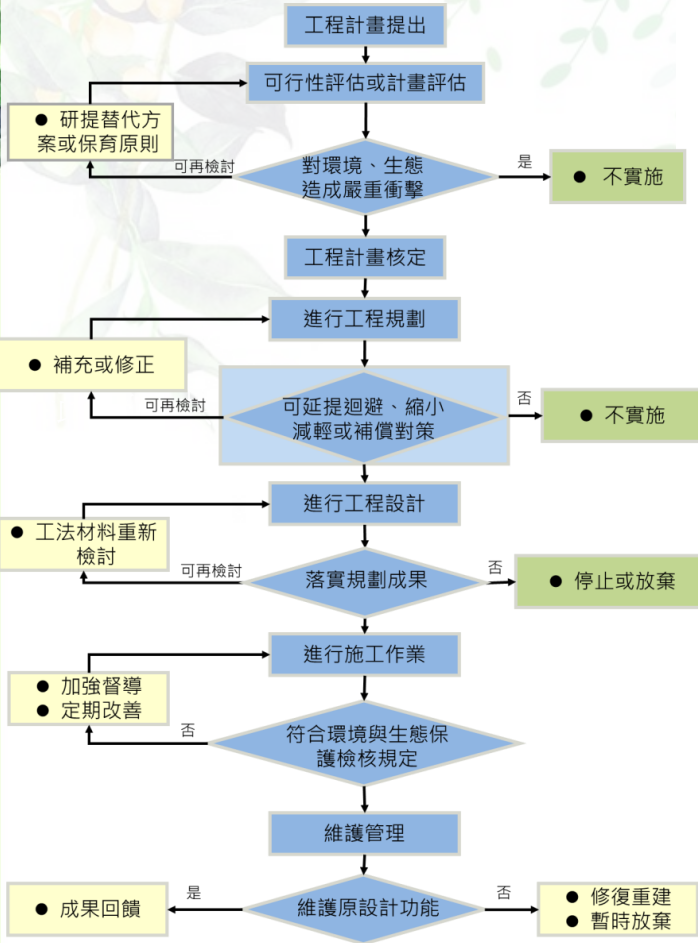 工程計畫提出
可行性評估或計畫評估
● 研提替代方
案或保育原則
可再檢討
對環境、生態
造成嚴重衝擊
是
● 不實施
工程計畫核定
進行工程規劃
● 補充或修正
可再檢討
可延提迴避、縮小
減輕或補償對策
否
● 不實施
進行工程設計
● 工法材料重新
檢討
可再檢討
落實規劃成果
否
● 停止或放棄
進行施工作業
● 加強督導
● 定期改善
否
符合環境與生態保
護檢核規定
維護管理
● 成果回饋
是
維護原設計功能
否
● 修復重建
● 暫時放棄